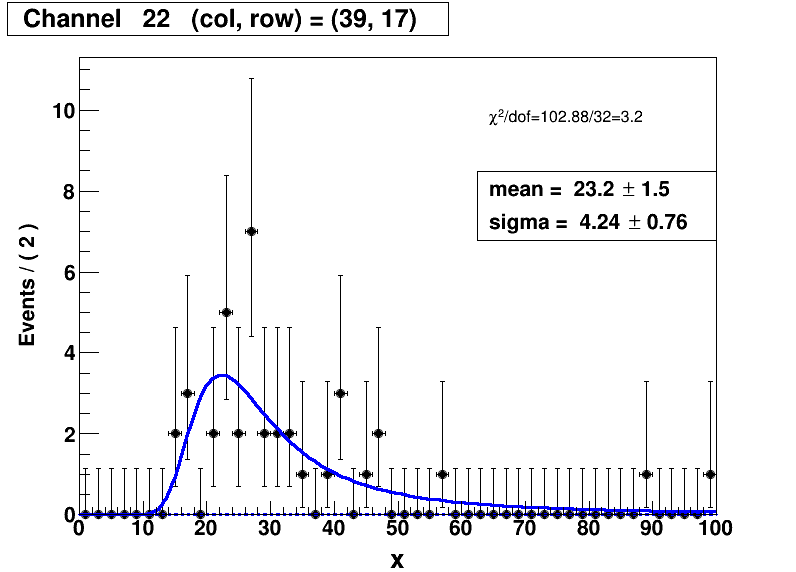 Channel 22 (col, row) = (39, 17)
χ²/dof=102.88/32=3.2
mean = 23.2 ± 1.5
sigma = 4.24 ± 0.76
Events / ( 2 )
10
8
6
4
2
0
0 10 20 30 40 50 60 70 80 90 100
x